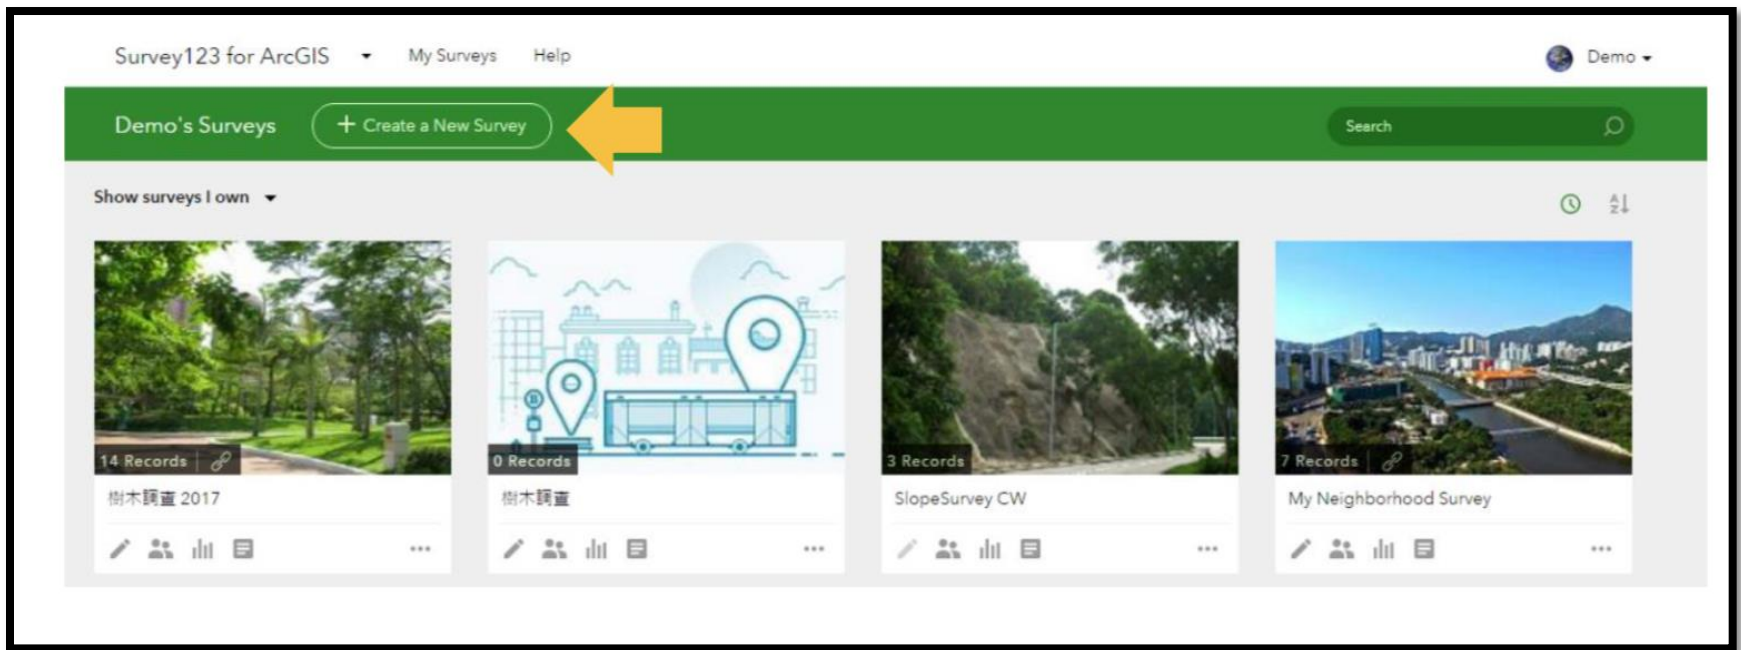 Survey123 for ArcGIS My Surveys Help Demo
Demo's Surveys + Create a New Survey Search
Show surveys I own
14 Records
0 Records
3 Records
7 Records
樹木調查 2017
樹木調查
SlopeSurvey CW
My Neighborhood Survey